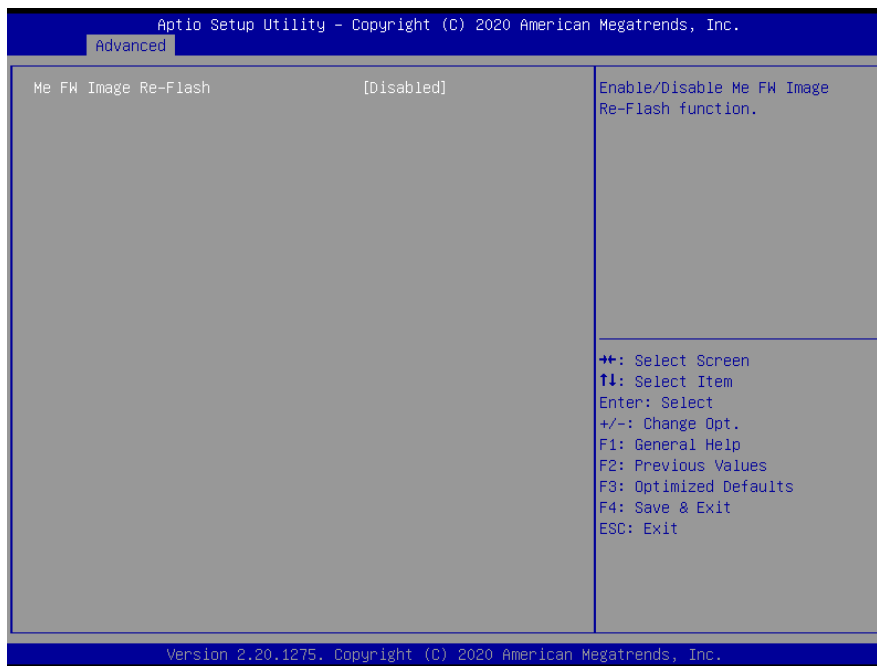 Aptio Setup Utility – Copyright (C) 2020 American Megatrends, Inc.
Advanced
Me FW Image Re-Flash [Disabled]
Enable/Disable Me FW Image
Re-Flash function.
→←: Select Screen
↑↓: Select Item
Enter: Select
+/-: Change Opt.
F1: General Help
F2: Previous Values
F3: Optimized Defaults
F4: Save & Exit
ESC: Exit
Version 2.20.1275. Copyright (C) 2020 American Megatrends, Inc.